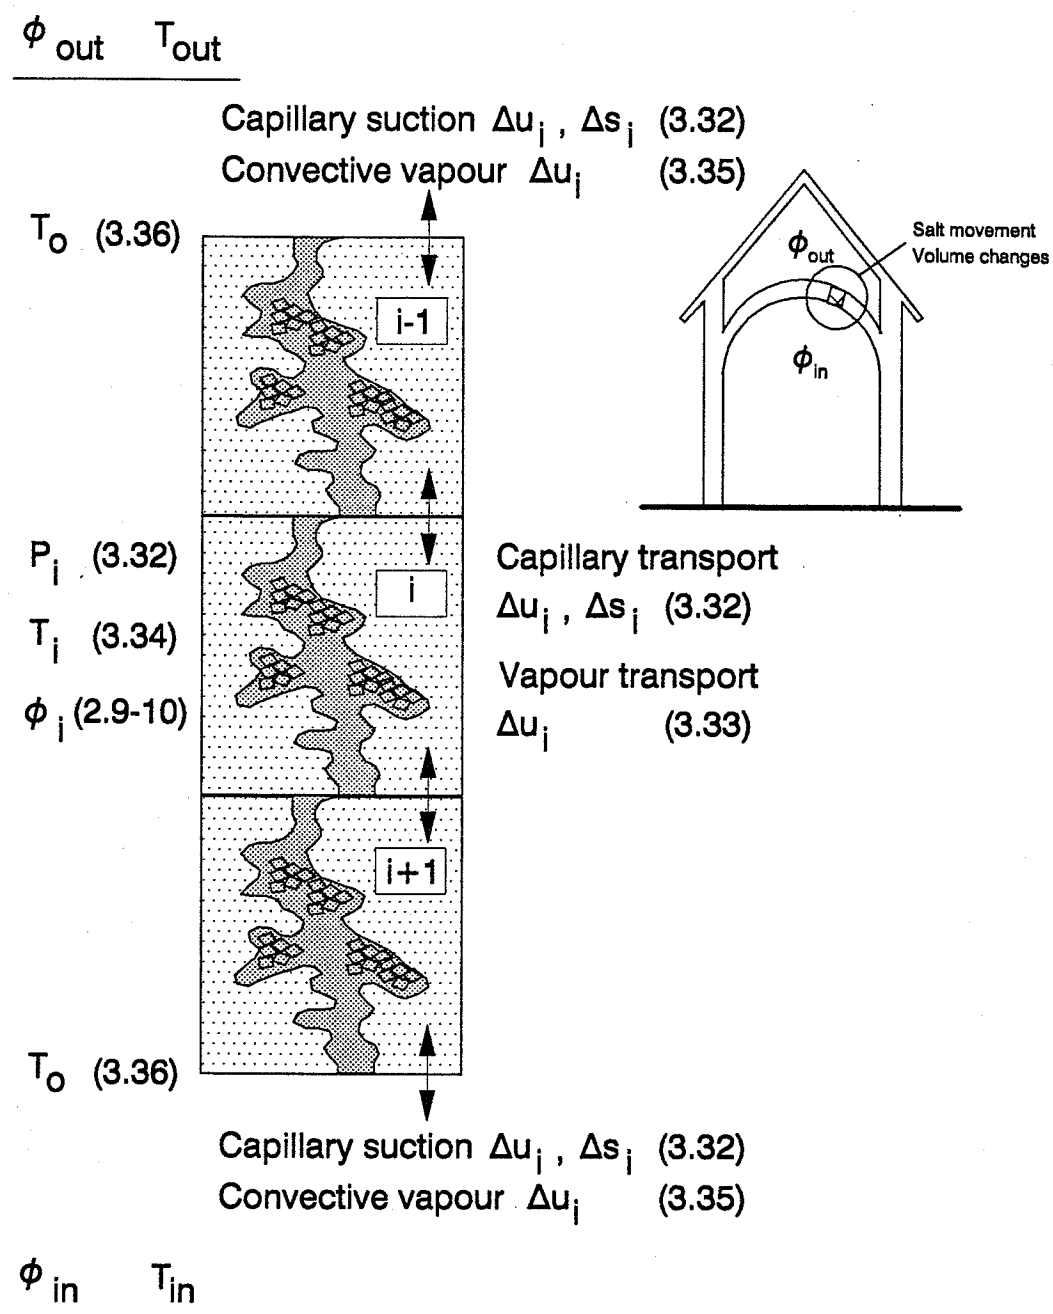 ϕ out T out
Capillary suction Δu i , Δs i (3.32)
Convective vapour Δu i (3.35)
T o (3.36)
Salt movement
Volume changes
ϕ out
i-1
ϕ in
P i (3.32)
Capillary transport
i
Δu i , Δs i (3.32)
T i (3.34)
Vapour transport
ϕ i (2.9-10)
Δu i (3.33)
i+1
T o (3.36)
Capillary suction Δu i , Δs i (3.32)
Convective vapour Δu i (3.35)
ϕ in T in